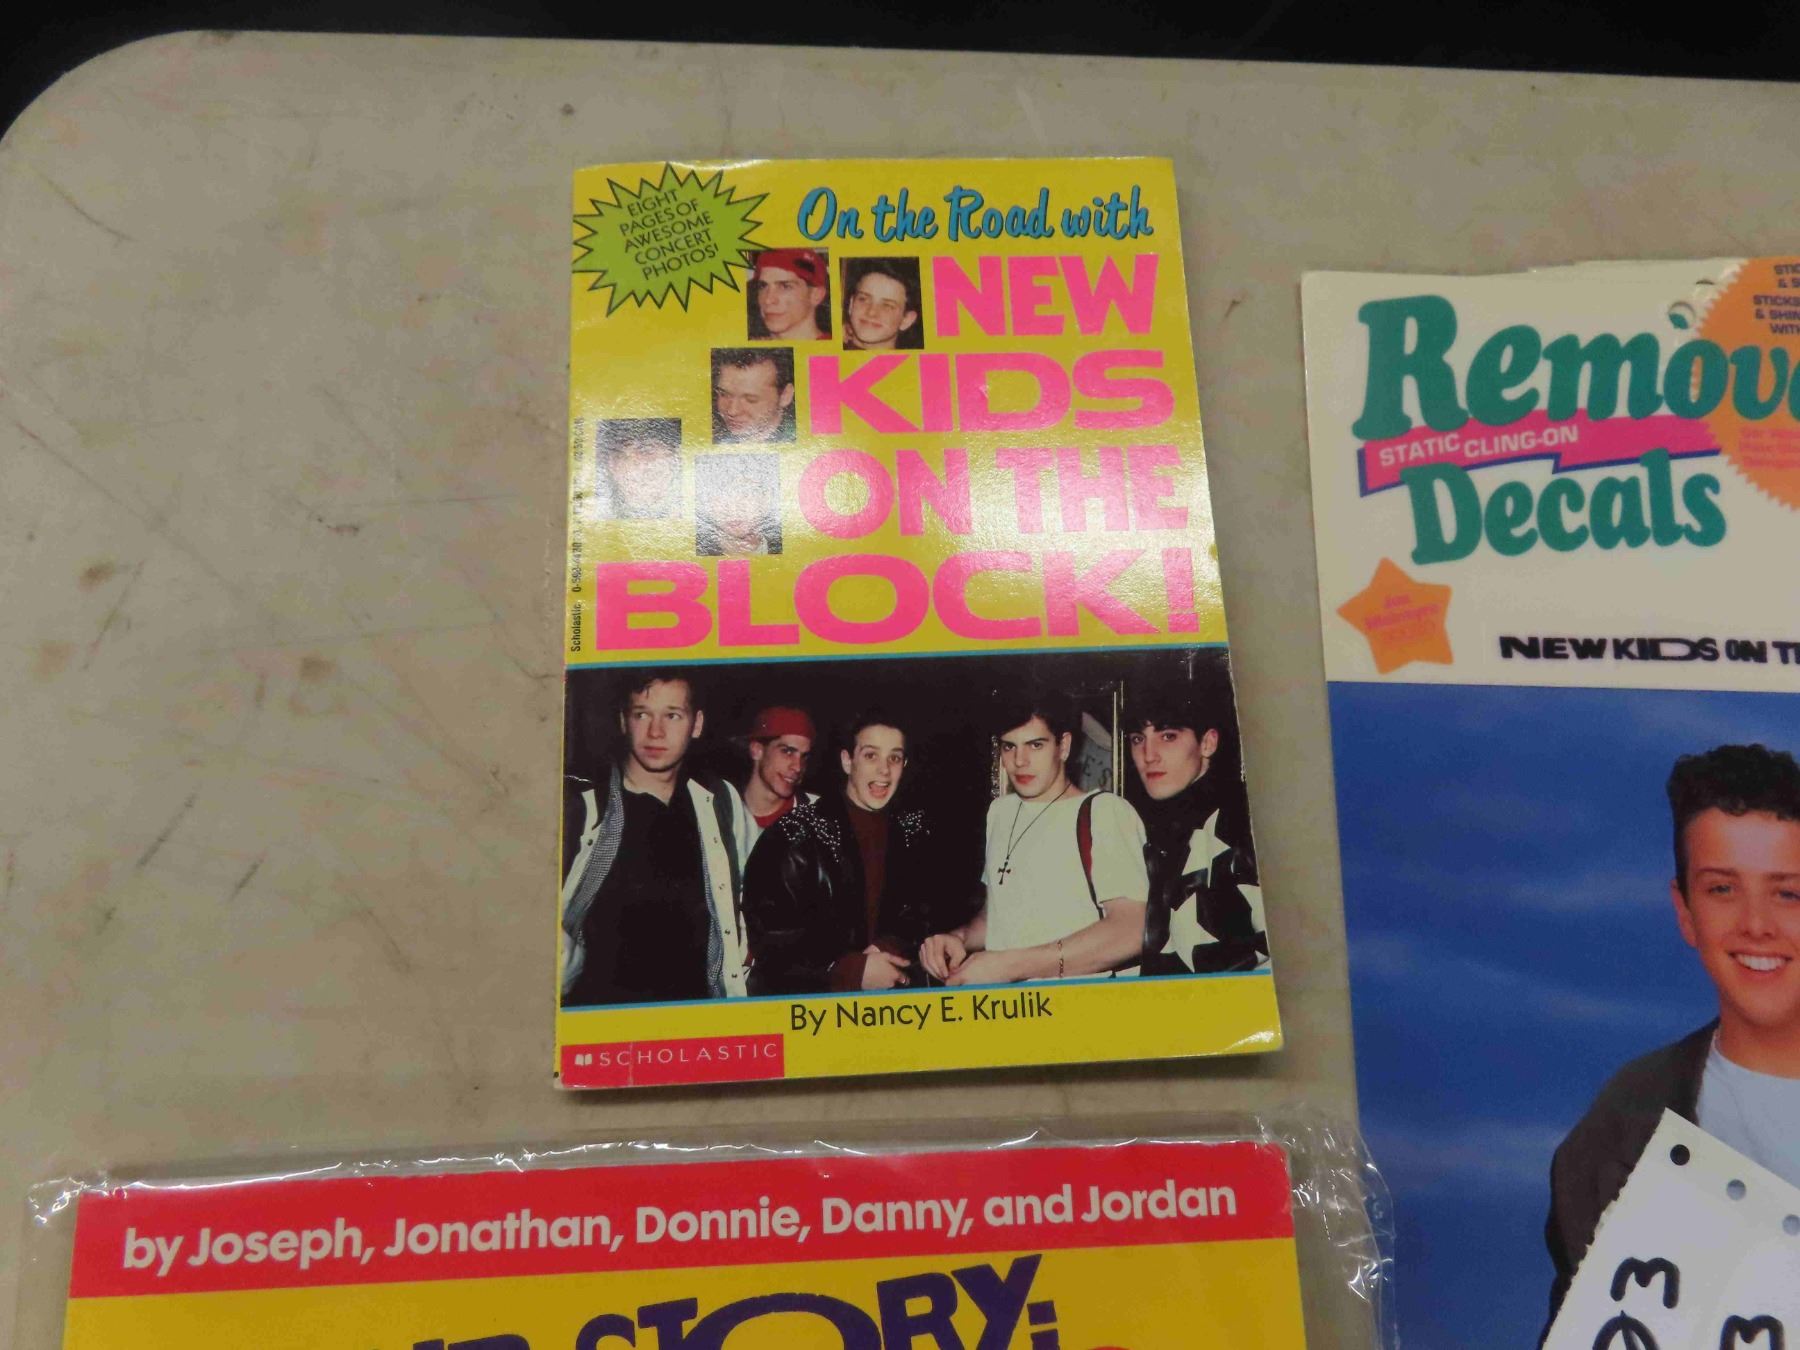 EIGHT
PAGES OF
AWESOME
CONCERT
PHOTOS!
On the Road with
NEW
KIDS
ON THE
BLOCK!
Scholastic
By Nancy E. Krulik
SCHOLASTIC
STATIC CLING-ON
Decals
NEW KIDS ON
by Joseph, Jonathan, Donnie, Danny, and Jordan
STORY